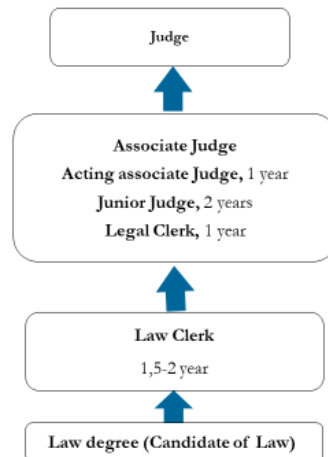 Judge
Associate Judge
Acting associate Judge, 1 year
Junior Judge, 2 years
Legal Clerk, 1 year
Law Clerk
1,5-2 year
Law degree (Candidate of Law)